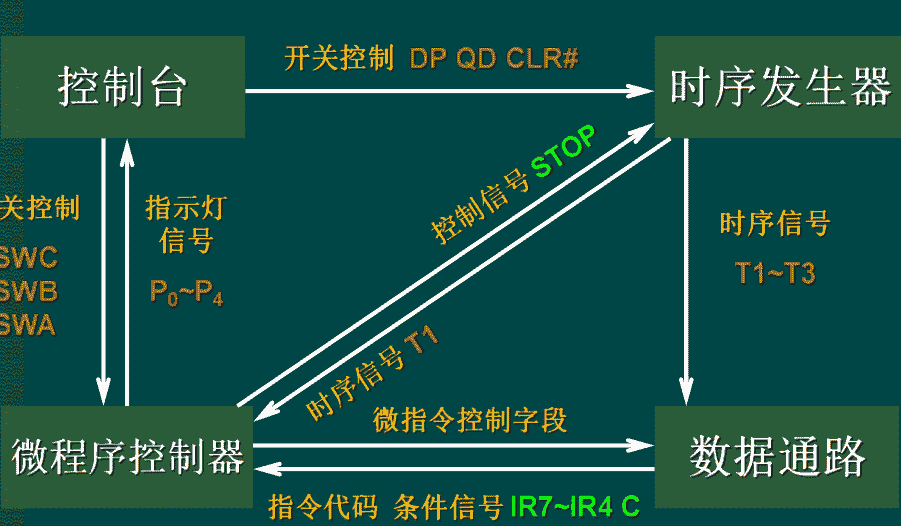 控制台
开关控制 DP QD CLR#
时序发生器
控制信号 STOP
关控制
SWC
SWB
SWA
指示灯
信号
P0~P4
时序信号
T1~T3
时序信号 T1
微程序控制器
微指令控制字段
数据通路
指令代码 条件信号 IR7~IR4 C